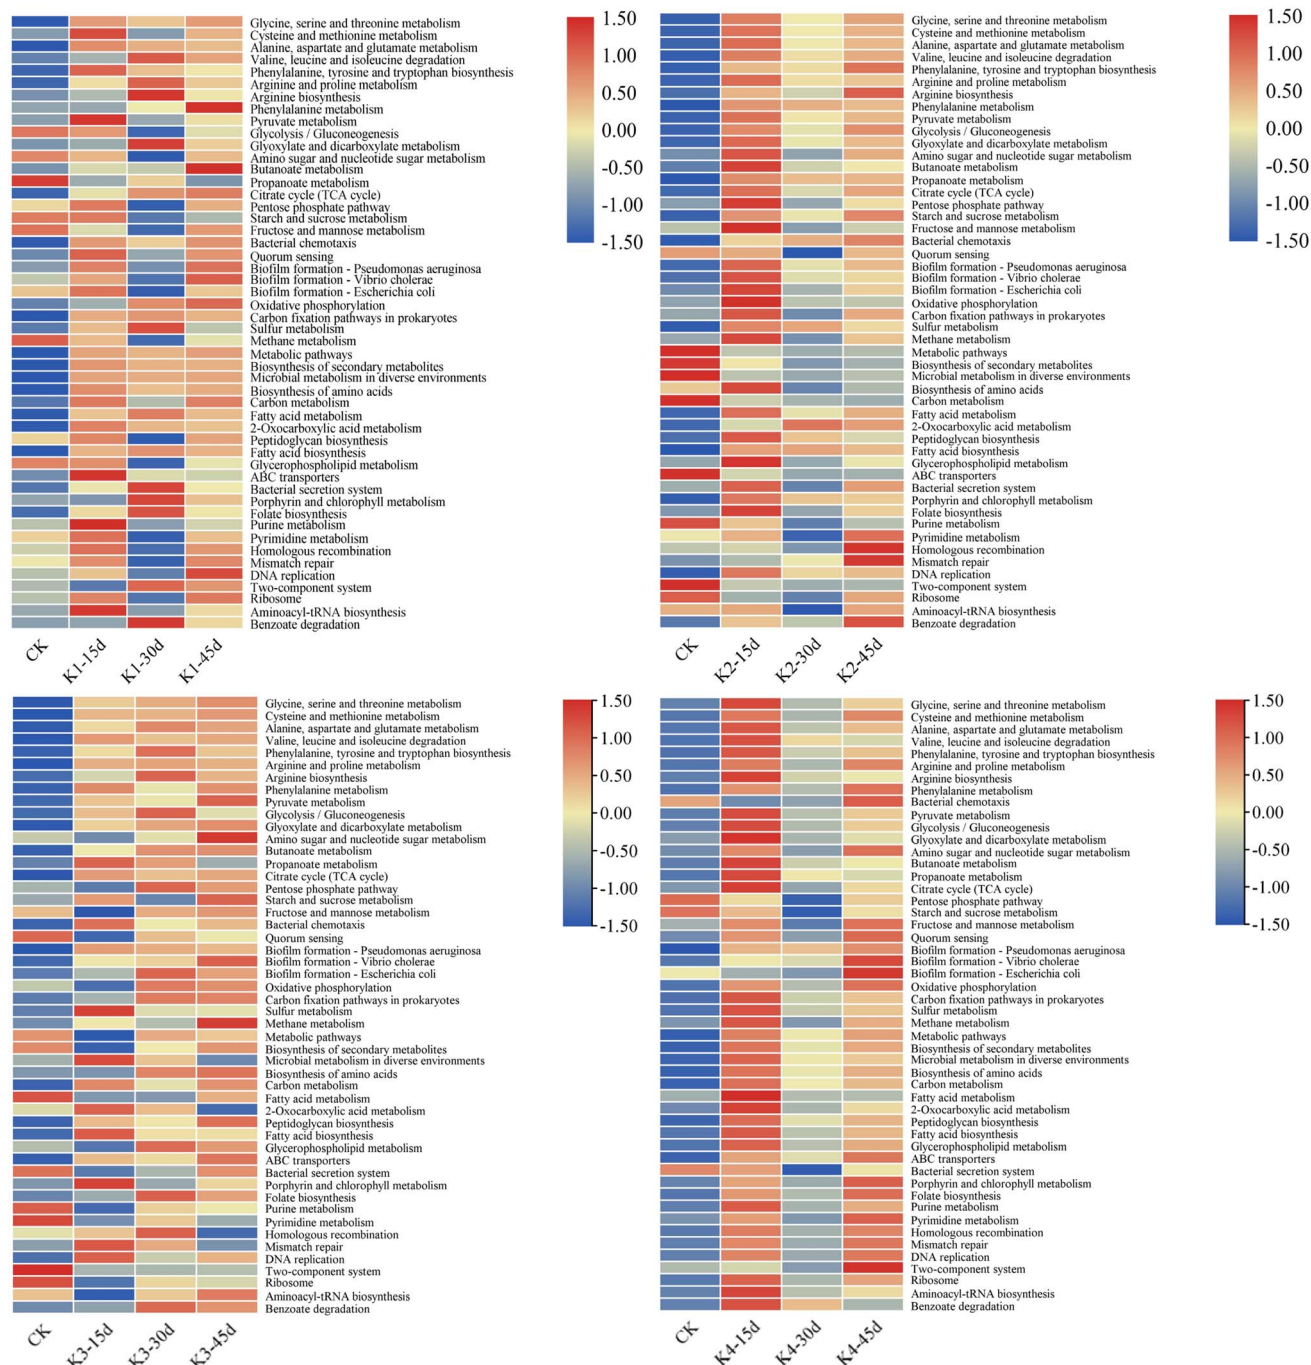 Glycine, serine and threonine metabolism
Cysteine and methionine metabolism
Alanine, aspartate and glutamate metabolism
Valine, leucine and isoleucine degradation
Phenylalanine, tyrosine and tryptophan biosynthesis
Arginine and proline metabolism
Arginine biosynthesis
Phenylalanine metabolism
Pyruvate metabolism
Glycolysis / Gluconeogenesis
Glyoxylate and dicarboxylate metabolism
Amino sugar and nucleotide sugar metabolism
Butanoate metabolism
Propanoate metabolism
Citrate cycle (TCA cycle)
Pentose phosphate pathway
Starch and sucrose metabolism
Fructose and mannose metabolism
Bacterial chemotaxis
Quorum sensing
Biofilm formation - Pseudomonas aeruginosa
Biofilm formation - Vibrio cholerae
Biofilm formation - Escherichia coli
Oxidative phosphorylation
Carbon fixation pathways in prokaryotes
Sulfur metabolism
Methane metabolism
Metabolic pathways
Biosynthesis of secondary metabolites
Microbial metabolism in diverse environments
Biosynthesis of amino acids
Carbon metabolism
Fatty acid metabolism
2-Oxocarboxylic acid metabolism
Peptidoglycan biosynthesis
Fatty acid biosynthesis
Glycerophospholipid metabolism
ABC transporters
Bacterial secretion system
Porphyrin and chlorophyll metabolism
Folate biosynthesis
Purine metabolism
Pyrimidine metabolism
Homologous recombination
Mismatch repair
DNA replication
Two-component system
Ribosome
Aminoacyl-tRNA biosynthesis
Benzoate degradation
CK
K1-15d
K1-30d
K1-45d
1.50
1.00
0.50
0.00
-0.50
-1.00
-1.50
Glycine, serine and threonine metabolism
Cysteine and methionine metabolism
Alanine, aspartate and glutamate metabolism
Valine, leucine and isoleucine degradation
Phenylalanine, tyrosine and tryptophan biosynthesis
Arginine and proline metabolism
Arginine biosynthesis
Phenylalanine metabolism
Pyruvate metabolism
Glycolysis / Gluconeogenesis
Glyoxylate and dicarboxylate metabolism
Amino sugar and nucleotide sugar metabolism
Butanoate metabolism
Propanoate metabolism
Citrate cycle (TCA cycle)
Pentose phosphate pathway
Starch and sucrose metabolism
Fructose and mannose metabolism
Bacterial chemotaxis
Quorum sensing
Biofilm formation - Pseudomonas aeruginosa
Biofilm formation - Vibrio cholerae
Biofilm formation - Escherichia coli
Oxidative phosphorylation
Carbon fixation pathways in prokaryotes
Sulfur metabolism
Methane metabolism
Metabolic pathways
Biosynthesis of secondary metabolites
Microbial metabolism in diverse environments
Biosynthesis of amino acids
Carbon metabolism
Fatty acid metabolism
2-Oxocarboxylic acid metabolism
Peptidoglycan biosynthesis
Fatty acid biosynthesis
Glycerophospholipid metabolism
ABC transporters
Bacterial secretion system
Porphyrin and chlorophyll metabolism
Folate biosynthesis
Purine metabolism
Pyrimidine metabolism
Homologous recombination
Mismatch repair
DNA replication
Two-component system
Ribosome
Aminoacyl-tRNA biosynthesis
Benzoate degradation
CK
K2-15d
K2-30d
K2-45d
1.50
1.00
0.50
0.00
-0.50
-1.00
-1.50
Glycine, serine and threonine metabolism
Cysteine and methionine metabolism
Alanine, aspartate and glutamate metabolism
Valine, leucine and isoleucine degradation
Phenylalanine, tyrosine and tryptophan biosynthesis
Arginine and proline metabolism
Arginine biosynthesis
Phenylalanine metabolism
Pyruvate metabolism
Glycolysis / Gluconeogenesis
Glyoxylate and dicarboxylate metabolism
Amino sugar and nucleotide sugar metabolism
Butanoate metabolism
Propanoate metabolism
Citrate cycle (TCA cycle)
Pentose phosphate pathway
Starch and sucrose metabolism
Fructose and mannose metabolism
Bacterial chemotaxis
Quorum sensing
Biofilm formation - Pseudomonas aeruginosa
Biofilm formation - Vibrio cholerae
Biofilm formation - Escherichia coli
Oxidative phosphorylation
Carbon fixation pathways in prokaryotes
Sulfur metabolism
Methane metabolism
Metabolic pathways
Biosynthesis of secondary metabolites
Microbial metabolism in diverse environments
Biosynthesis of amino acids
Carbon metabolism
Fatty acid metabolism
2-Oxocarboxylic acid metabolism
Peptidoglycan biosynthesis
Fatty acid biosynthesis
Glycerophospholipid metabolism
ABC transporters
Bacterial secretion system
Porphyrin and chlorophyll metabolism
Folate biosynthesis
Purine metabolism
Pyrimidine metabolism
Homologous recombination
Mismatch repair
DNA replication
Two-component system
Ribosome
Aminoacyl-tRNA biosynthesis
Benzoate degradation
CK
K3-15d
K3-30d
K3-45d
1.50
1.00
0.50
0.00
-0.50
-1.00
-1.50
Glycine, serine and threonine metabolism
Cysteine and methionine metabolism
Alanine, aspartate and glutamate metabolism
Valine, leucine and isoleucine degradation
Phenylalanine, tyrosine and tryptophan biosynthesis
Arginine and proline metabolism
Arginine biosynthesis
Phenylalanine metabolism
Bacterial chemotaxis
Pyruvate metabolism
Glycolysis / Gluconeogenesis
Glyoxylate and dicarboxylate metabolism
Amino sugar and nucleotide sugar metabolism
Butanoate metabolism
Propanoate metabolism
Citrate cycle (TCA cycle)
Pentose phosphate pathway
Starch and sucrose metabolism
Fructose and mannose metabolism
Quorum sensing
Biofilm formation - Pseudomonas aeruginosa
Biofilm formation - Vibrio cholerae
Biofilm formation - Escherichia coli
Oxidative phosphorylation
Carbon fixation pathways in prokaryotes
Sulfur metabolism
Methane metabolism
Metabolic pathways
Biosynthesis of secondary metabolites
Microbial metabolism in diverse environments
Biosynthesis of amino acids
Carbon metabolism
Fatty acid metabolism
2-Oxocarboxylic acid metabolism
Peptidoglycan biosynthesis
Fatty acid biosynthesis
Glycerophospholipid metabolism
ABC transporters
Bacterial secretion system
Porphyrin and chlorophyll metabolism
Folate biosynthesis
Purine metabolism
Pyrimidine metabolism
Homologous recombination
Mismatch repair
DNA replication
Two-component system
Ribosome
Aminoacyl-tRNA biosynthesis
Benzoate degradation
CK
K4-15d
K4-30d
K4-45d
1.50
1.00
0.50
0.00
-0.50
-1.00
-1.50